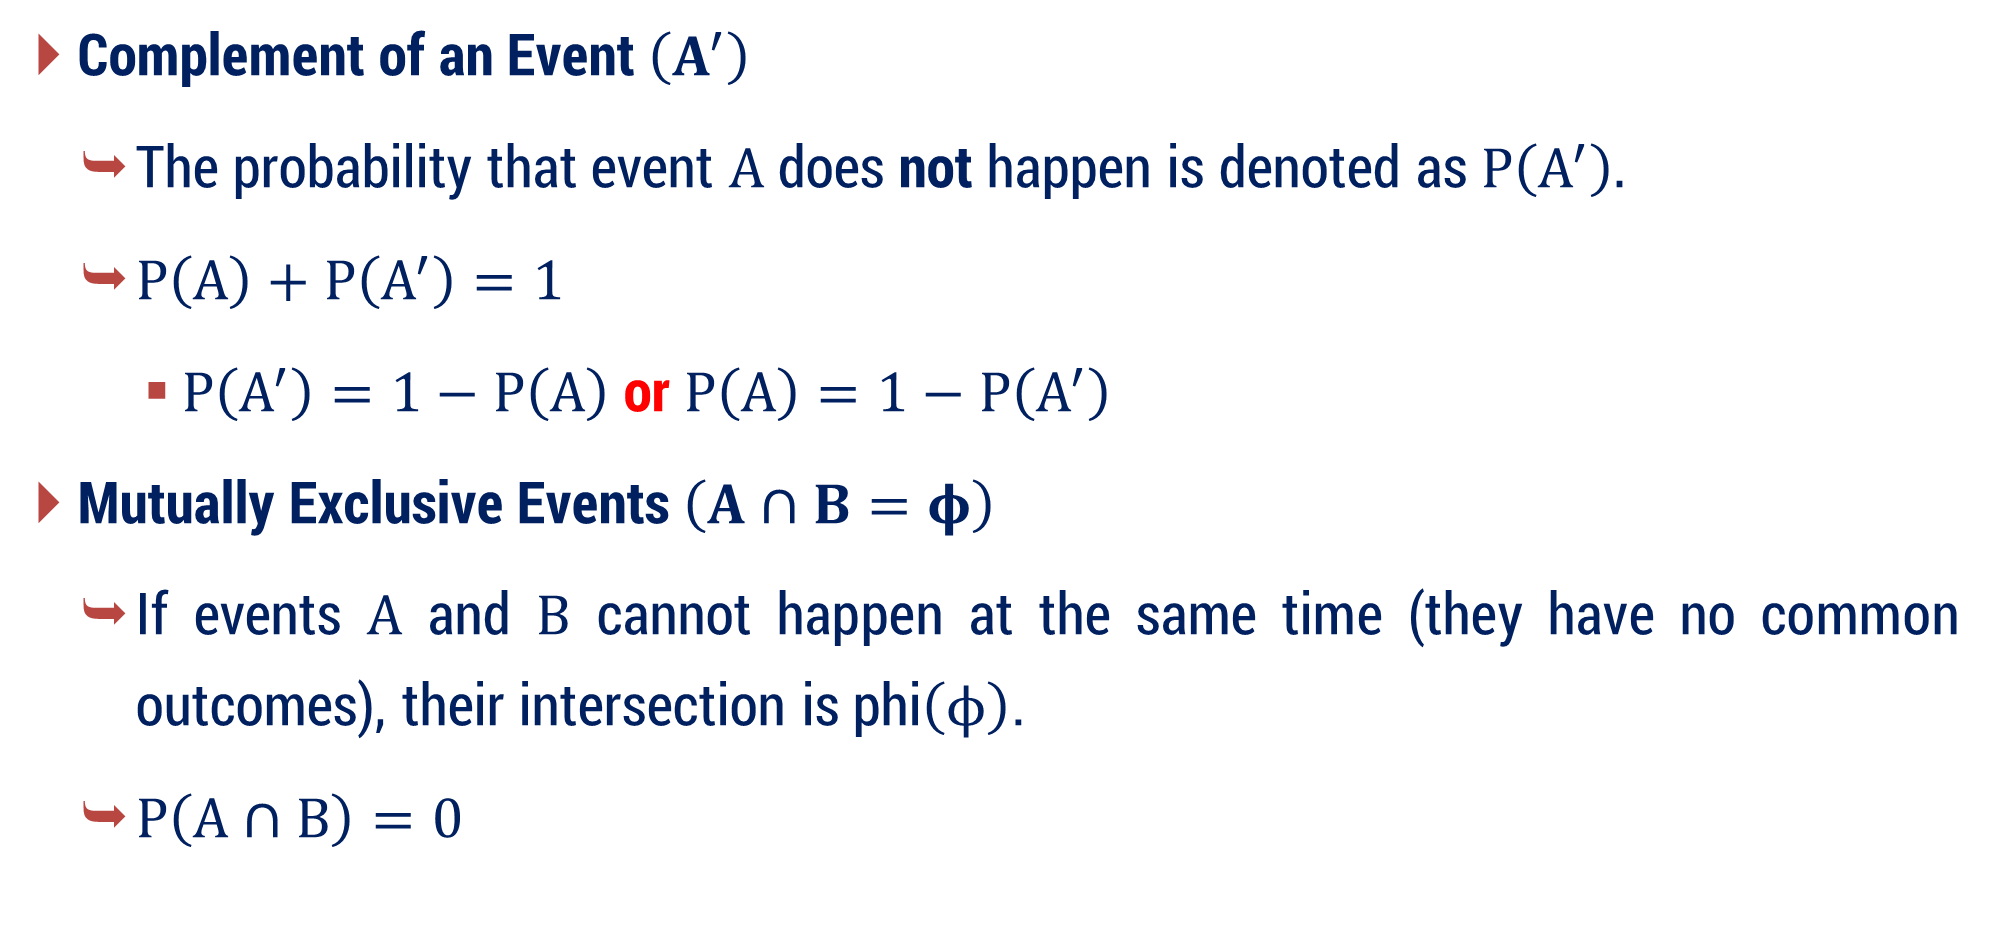 Complement of an Event (A′)
The probability that event A does not happen is denoted as P(A′).
P(A) + P(A′) = 1
P(A′) = 1 − P(A) or P(A) = 1 − P(A′)
Mutually Exclusive Events (A ∩ B = ϕ)
If events A and B cannot happen at the same time (they have no common
outcomes), their intersection is phi(ϕ).
P(A ∩ B) = 0